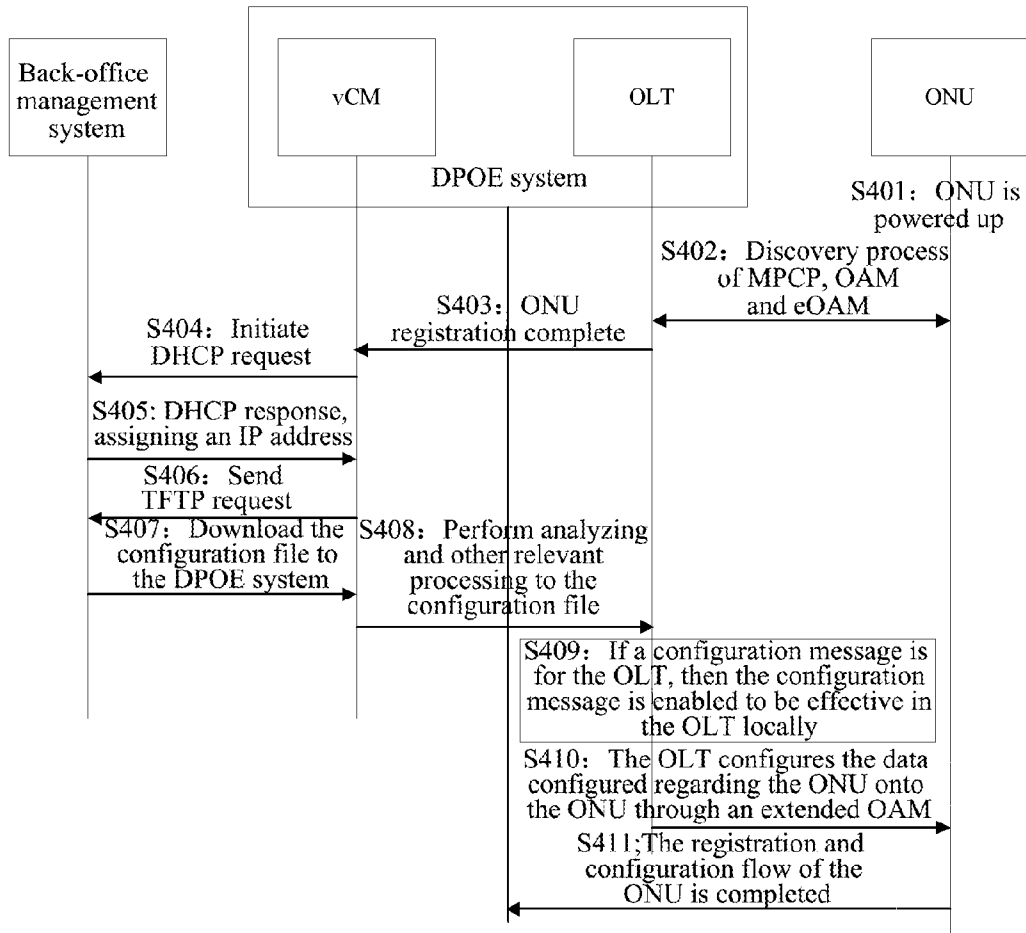 Back-office
management
system
vCM
OLT
ONU
DPOE system
S401：ONU is
powered up
S402：Discovery process
of MPCP, OAM
and eOAM
S403：ONU
registration complete
S404：Initiate
DHCP request
S405: DHCP response,
assigning an IP address
S406：Send
TFTP request
S407：Download the
configuration file to
the DPOE system
S408：Perform analyzing
and other relevant
processing to the
configuration file
S409：If a configuration message is
for the OLT, then the configuration
message is enabled to be effective in
the OLT locally
S410：The OLT configures the data
configured regarding the ONU onto
the ONU through an extended OAM
S411;The registration and
configuration flow of the
ONU is completed